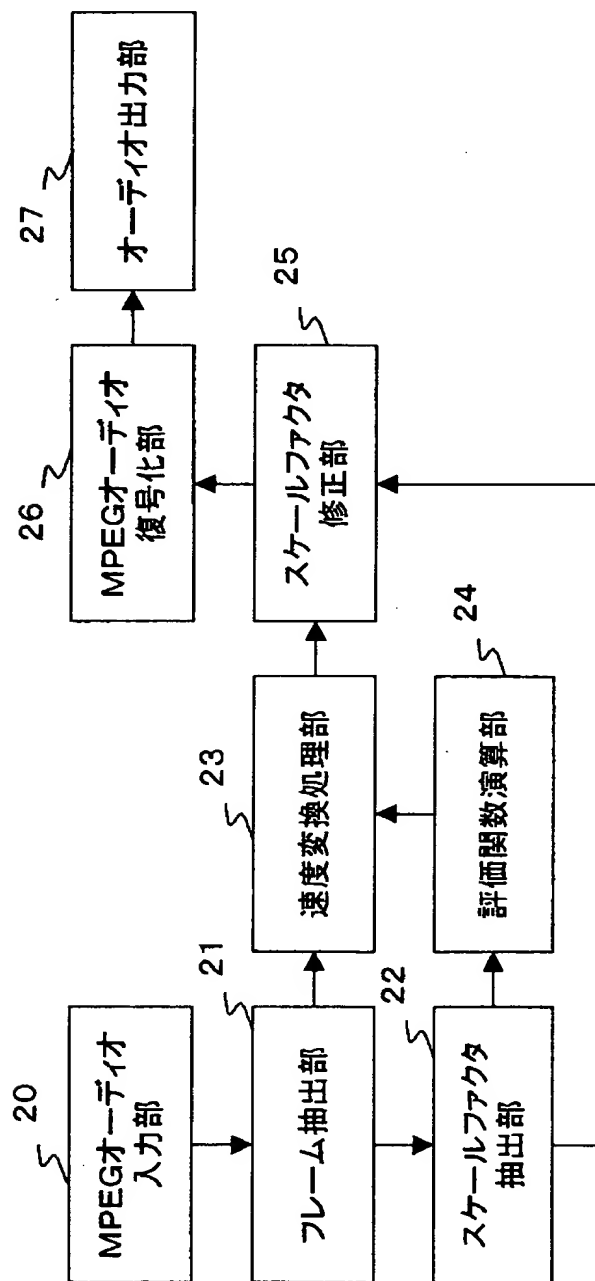 20
MPEGオーディオ
入力部
21
フレーム抽出部
22
スケールファクタ
抽出部
23
速度変換処理部
24
評価関数演算部
25
スケールファクタ
修正部
26
MPEGオーディオ
復号化部
27
オーディオ出力部